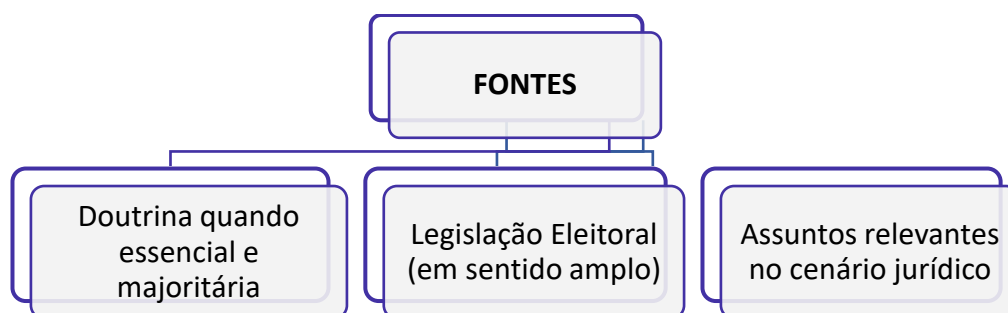 FONTES
Doutrina quando
essencial e
majoritária
Legislação Eleitoral
(em sentido amplo)
Assuntos relevantes
no cenário jurídico